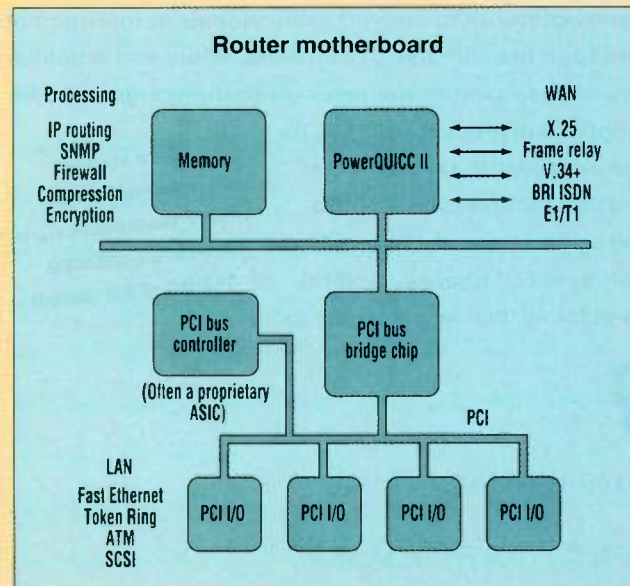 Router motherboard
Processing
IP routing
SNMP
Firewall
Compression
Encryption
Memory
PowerQUICC II
WAN
X.25
Frame relay
V.34+
BRI ISDN
E1/T1
PCI bus
controller
(Often a proprietary
ASIC)
PCI bus
bridge chip
PCI
LAN
Fast Ethernet
Token Ring
ATM
SCSI
PCI I/O
PCI I/O
PCI I/O
PCI I/O